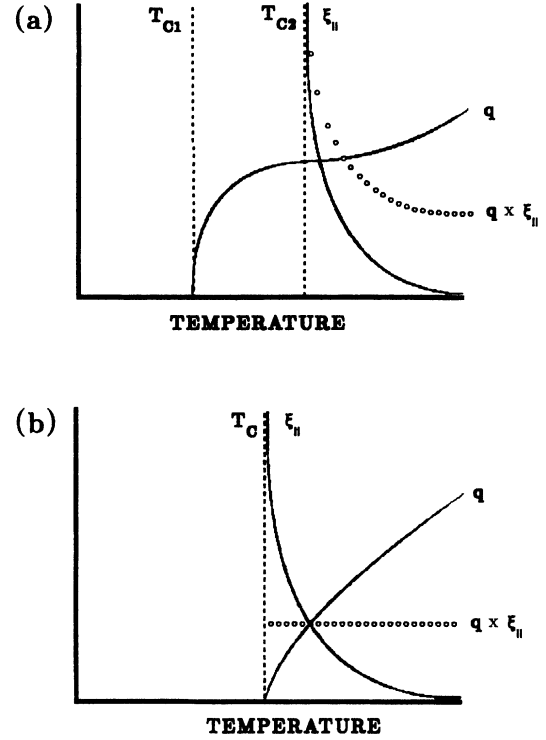 (a)
T_C1
T_C2
ξ_∥
q
q x ξ_∥
TEMPERATURE
(b)
T_C
ξ_∥
q
q x ξ_∥
TEMPERATURE